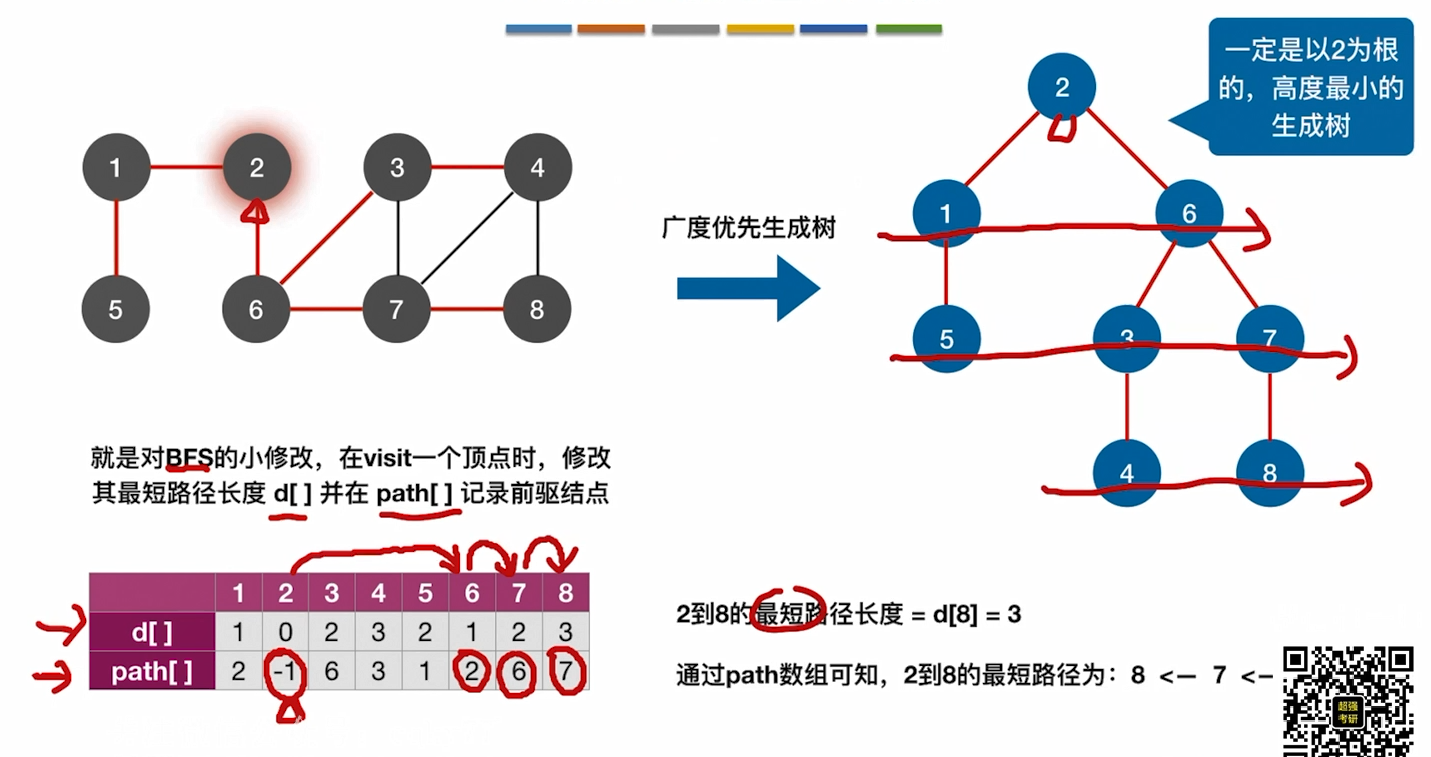 一定是以2为根
的，高度最小的
生成树
1 2 3 4
5 6 7 8
广度优先生成树
2
1 6
5 3 7
4 8
就是对BFS的小修改，在visit一个顶点时，修改
其最短路径长度 d[ ] 并在 path[ ] 记录前驱结点
1 2 3 4 5 6 7 8
d[ ] 1 0 2 3 2 1 2 3
path[ ] 2 -1 6 3 1 2 6 7
2到8的最短路径长度 = d[8] = 3
通过path数组可知，2到8的最短路径为：8 <— 7 <—
超强
考研